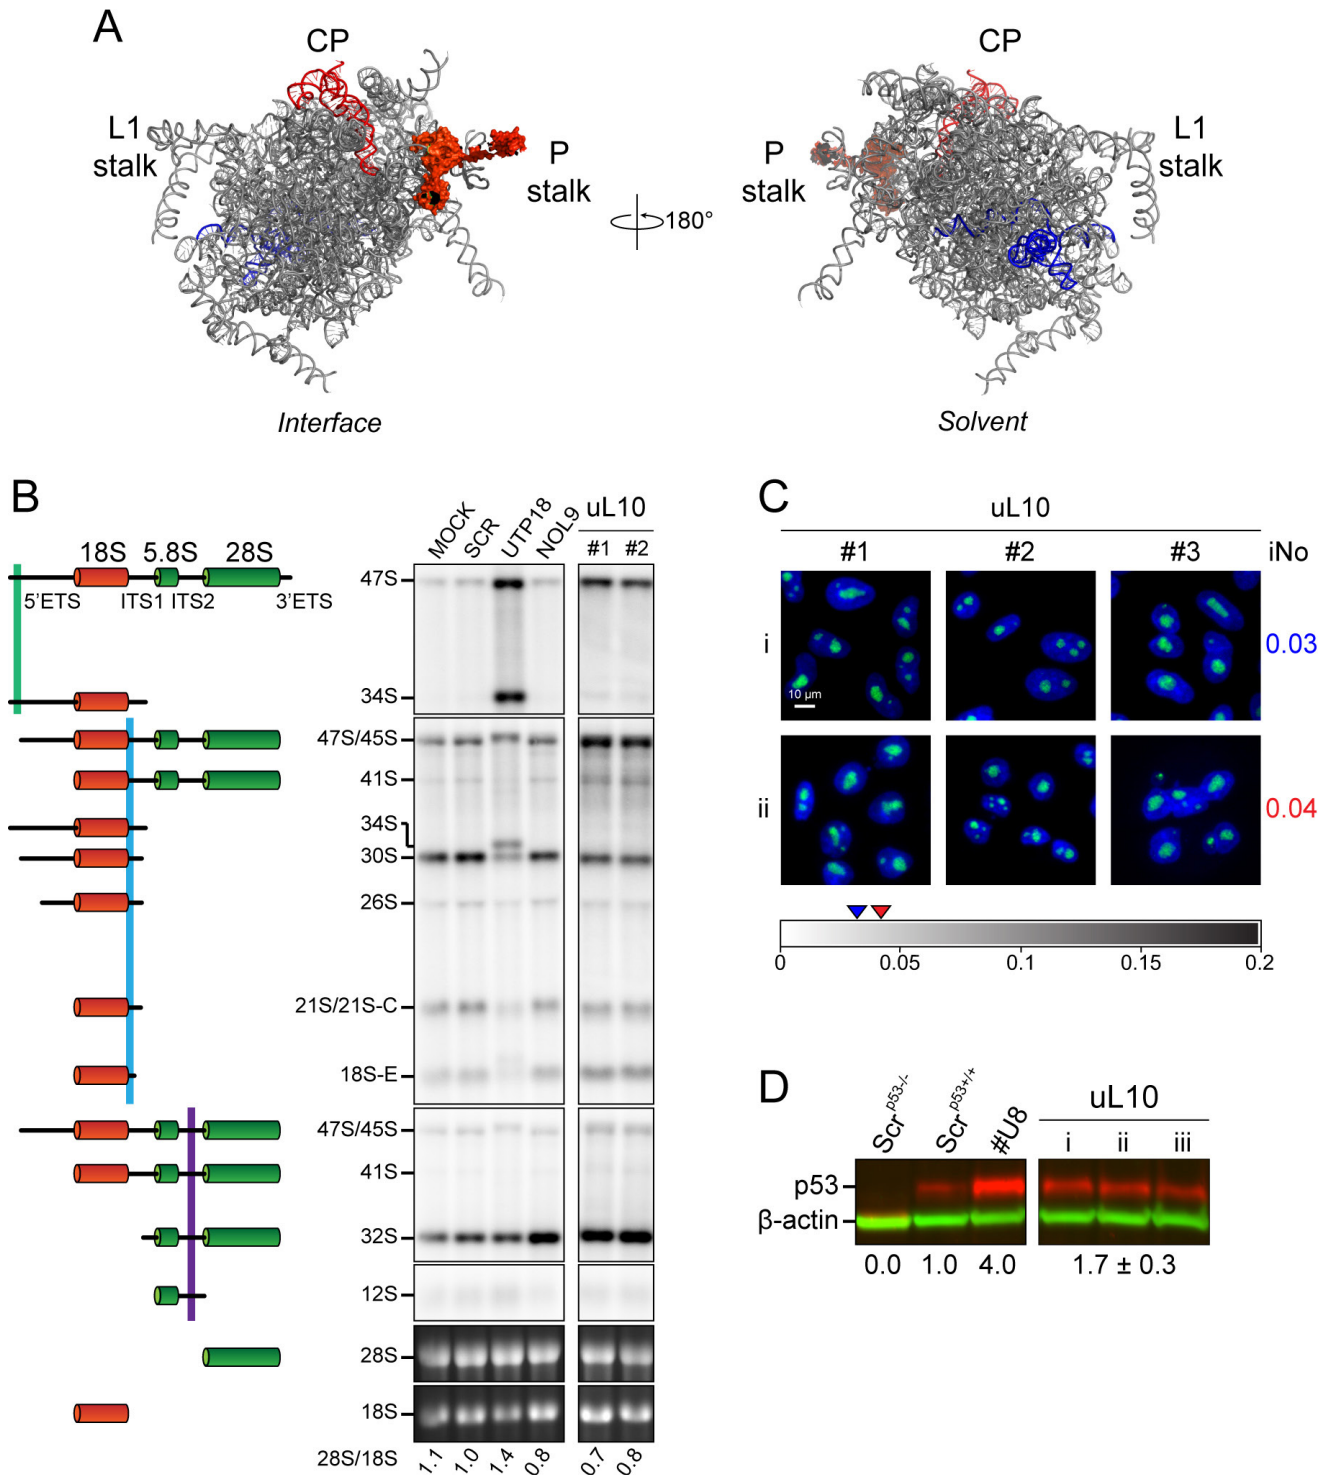 A
CP
L1
stalk
P
stalk
180°
CP
P
stalk
L1
stalk
Interface
Solvent
B
18S 5.8S 28S
5'ETS ITS1 ITS2 3'ETS
MOCK SCR UTP18 NOL9
uL10
#1 #2
47S
34S
47S/45S
41S
34S
30S
26S
21S/21S-C
18S-E
47S/45S
41S
32S
12S
28S
18S
28S/18S 1.1 1.0 1.4 0.8 0.7 0.8
C
uL10
#1 #2 #3 iNo
i 0.03
10 µm
ii 0.04
0 0.05 0.1 0.15 0.2
D
Scr p53-/- Scr p53+/+ #U8
uL10
i ii iii
p53
β-actin
0.0 1.0 4.0 1.7 ± 0.3